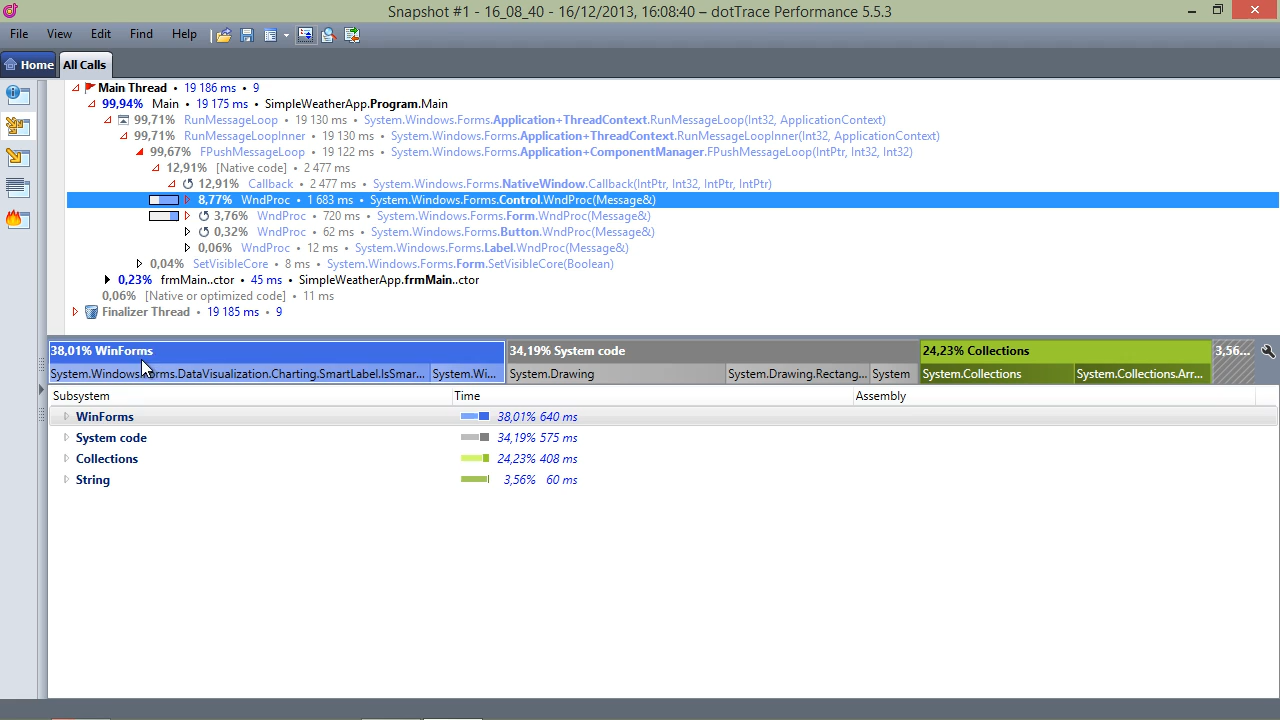 Snapshot #1 - 16_08_40 - 16/12/2013, 16:08:40 – dotTrace Performance 5.5.3
File View Edit Find Help
Home All Calls
Main Thread • 19 186 ms • 9
99,94% Main • 19 175 ms • SimpleWeatherApp.Program.Main
99,71% RunMessageLoop • 19 130 ms • System.Windows.Forms.Application+ThreadContext.RunMessageLoop(Int32, ApplicationContext)
99,71% RunMessageLoopInner • 19 130 ms • System.Windows.Forms.Application+ThreadContext.RunMessageLoopInner(Int32, ApplicationContext)
99,67% FPushMessageLoop • 19 122 ms • System.Windows.Forms.Application+ComponentManager.FPushMessageLoop(IntPtr, Int32, Int32)
12,91% [Native code] • 2 477 ms
12,91% Callback • 2 477 ms • System.Windows.Forms.NativeWindow.Callback(IntPtr, Int32, IntPtr, IntPtr)
8,77% WndProc • 1 683 ms • System.Windows.Forms.Control.WndProc(Message&)
3,76% WndProc • 720 ms • System.Windows.Forms.Form.WndProc(Message&)
0,32% WndProc • 62 ms • System.Windows.Forms.Button.WndProc(Message&)
0,06% WndProc • 12 ms • System.Windows.Forms.Label.WndProc(Message&)
0,04% SetVisibleCore • 8 ms • System.Windows.Forms.Form.SetVisibleCore(Boolean)
0,23% frmMain..ctor • 45 ms • SimpleWeatherApp.frmMain..ctor
0,06% [Native or optimized code] • 11 ms
Finalizer Thread • 19 185 ms • 9
38,01% WinForms 34,19% System code 24,23% Collections 3,56...
System.Windows.Forms.DataVisualization.Charting.SmartLabel.IsSmar... System.Wi... System.Drawing System.Drawing.Rectang... System System.Collections System.Collections.Arr...
Subsystem Time Assembly
WinForms 38,01% 640 ms
System code 34,19% 575 ms
Collections 24,23% 408 ms
String 3,56% 60 ms